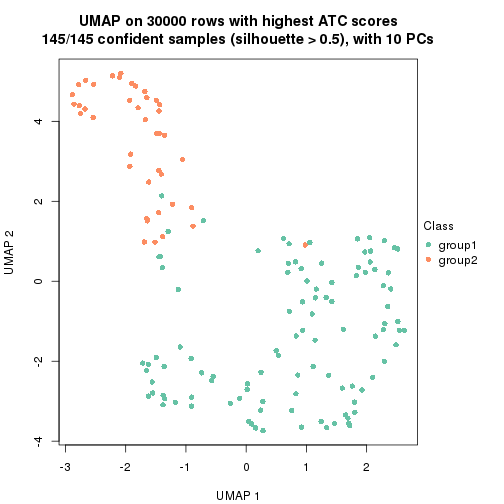 UMAP on 30000 rows with highest ATC scores
145/145 confident samples (silhouette > 0.5), with 10 PCs
4
2
0
-2
-4
UMAP 2
-3
-2
-1
0
1
2
UMAP 1
Class
group1
group2